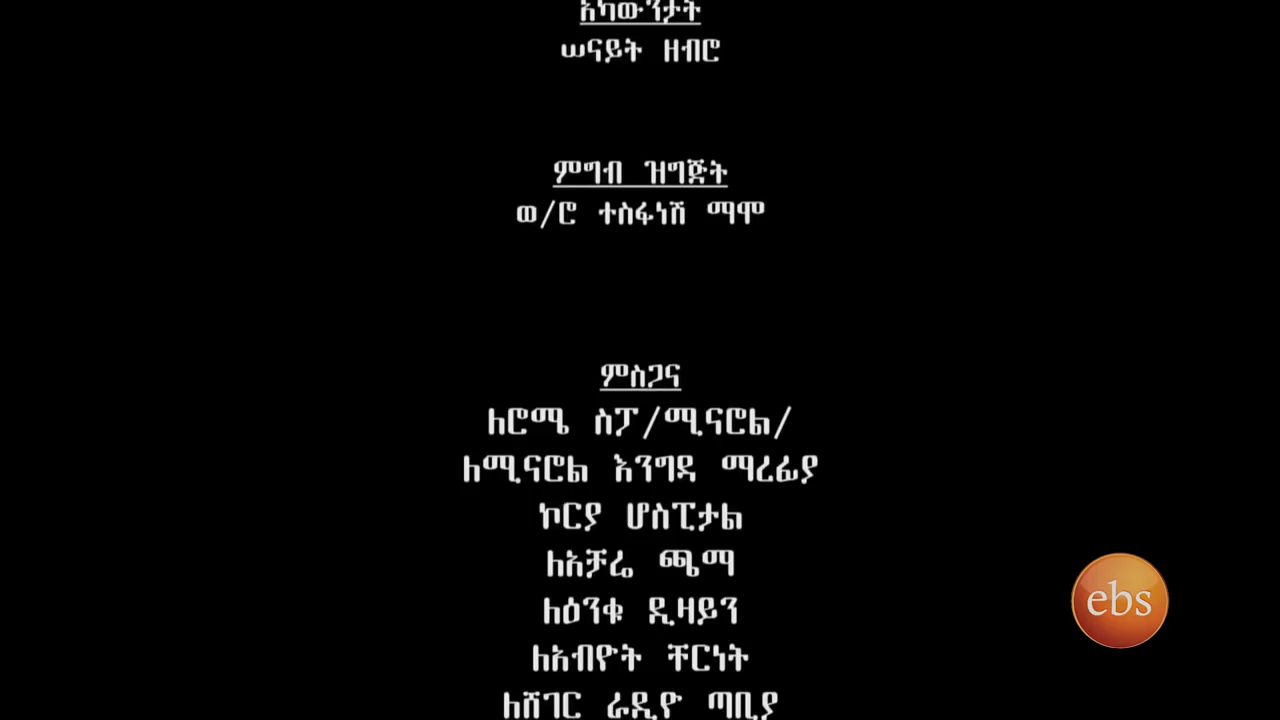 አካውንታት
ሠናይት ዘብሮ
ምግብ ዝግጅት
ወ/ሮ ተስፋነሽ ማሞ
ምስጋና
ለሮሜ ስፓ/ሚናሮል/
ለሚናሮል እንግዳ ማረፊያ
ኮርያ ሆስፒታል
ለአቻሬ ጫማ
ለዕንቁ ዲዛይን
ለአብዮት ቸርነት
ለሸገር ራዲዮ ጣቢያ
ebs